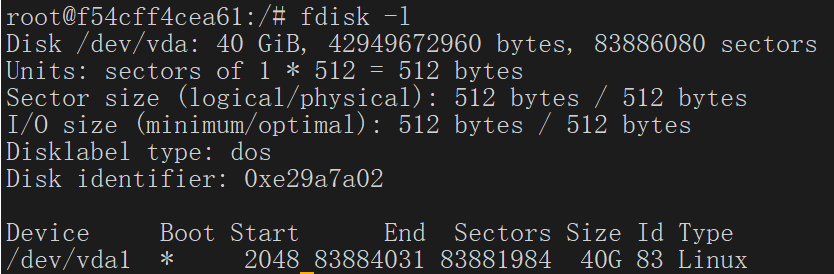 root@f54cff4cea61:/# fdisk -l
Disk /dev/vda: 40 GiB, 42949672960 bytes, 83886080 sectors
Units: sectors of 1 * 512 = 512 bytes
Sector size (logical/physical): 512 bytes / 512 bytes
I/O size (minimum/optimal): 512 bytes / 512 bytes
Disklabel type: dos
Disk identifier: 0xe29a7a02

Device     Boot Start      End  Sectors Size Id Type
/dev/vda1  *     2048 83884031 83881984  40G 83 Linux